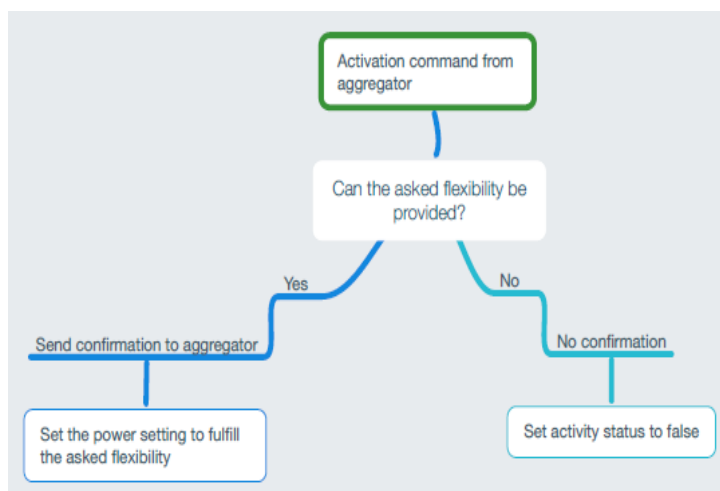 Activation command from
aggregator
Can the asked flexibility be
provided?
Yes
No
Send confirmation to aggregator
No confirmation
Set the power setting to fulfill
the asked flexibility
Set activity status to false